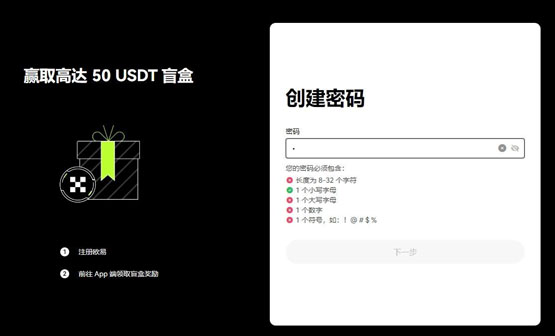 赢取高达 50 USDT 盲盒
1 注册欧易
2 前往 App 端领取盲盒奖励
创建密码
密码
您的密码必须包含：
长度为 8-32 个字符
1 个小写字母
1 个大写字母
1 个数字
1 个符号，如：！@ # $ %
下一步